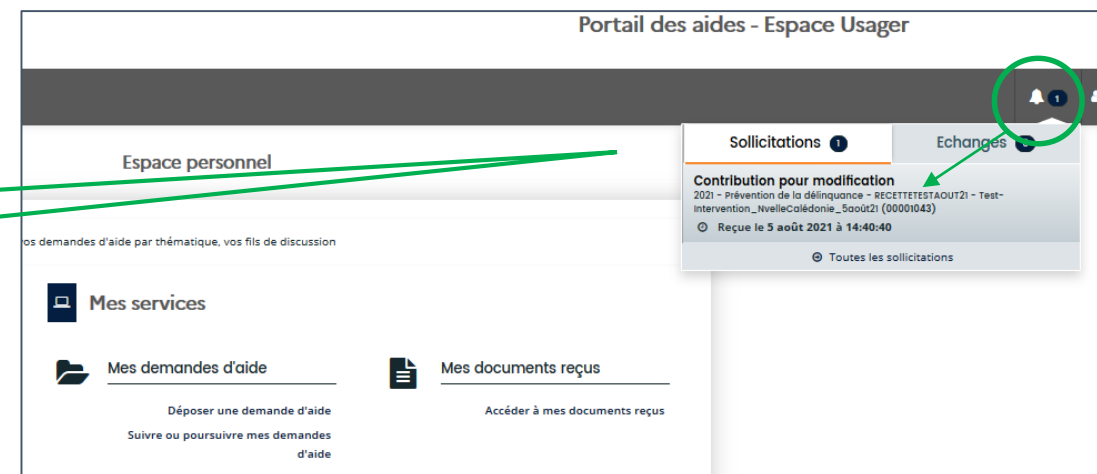 Portail des aides - Espace Usager
1
Sollicitations 1
Echanges
Contribution pour modification
2021 - Prévention de la délinquance - RECETTETESTAOUT21 - Test-
Intervention_NvelleCalédonie_5août21 (00001043)
Reçue le 5 août 2021 à 14:40:40
Toutes les sollicitations
Espace personnel
os demandes d'aide par thématique, vos fils de discussion
Mes services
Mes demandes d'aide
Déposer une demande d'aide
Suivre ou poursuivre mes demandes
d'aide
Mes documents reçus
Accéder à mes documents reçus